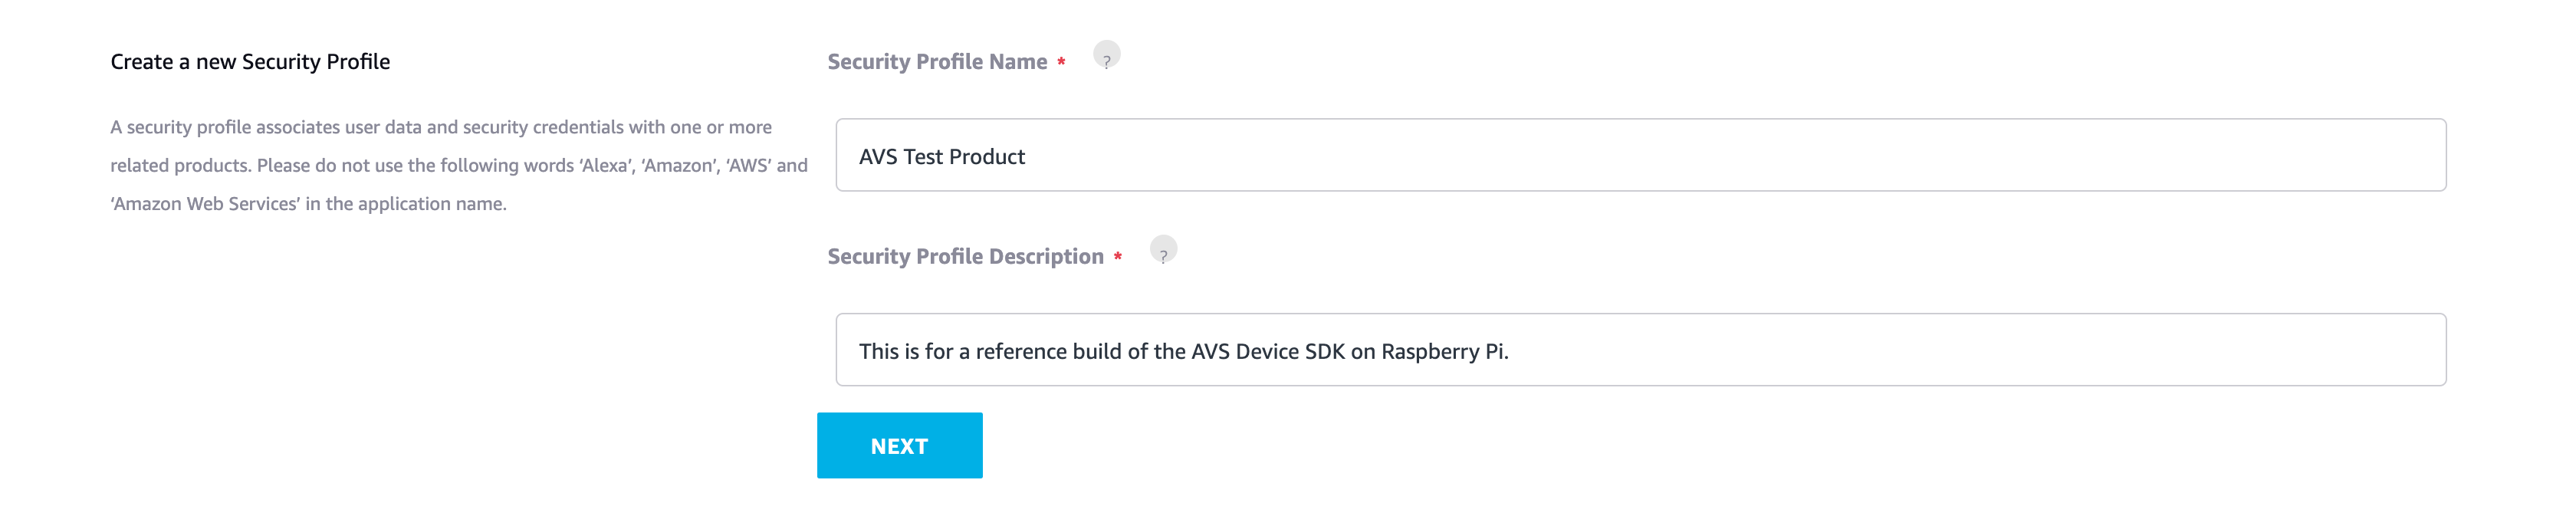 Create a new Security Profile
A security profile associates user data and security credentials with one or more
related products. Please do not use the following words ‘Alexa’, ‘Amazon’, ‘AWS’ and
‘Amazon Web Services’ in the application name.
Security Profile Name * ?
AVS Test Product
Security Profile Description * ?
This is for a reference build of the AVS Device SDK on Raspberry Pi.
NEXT